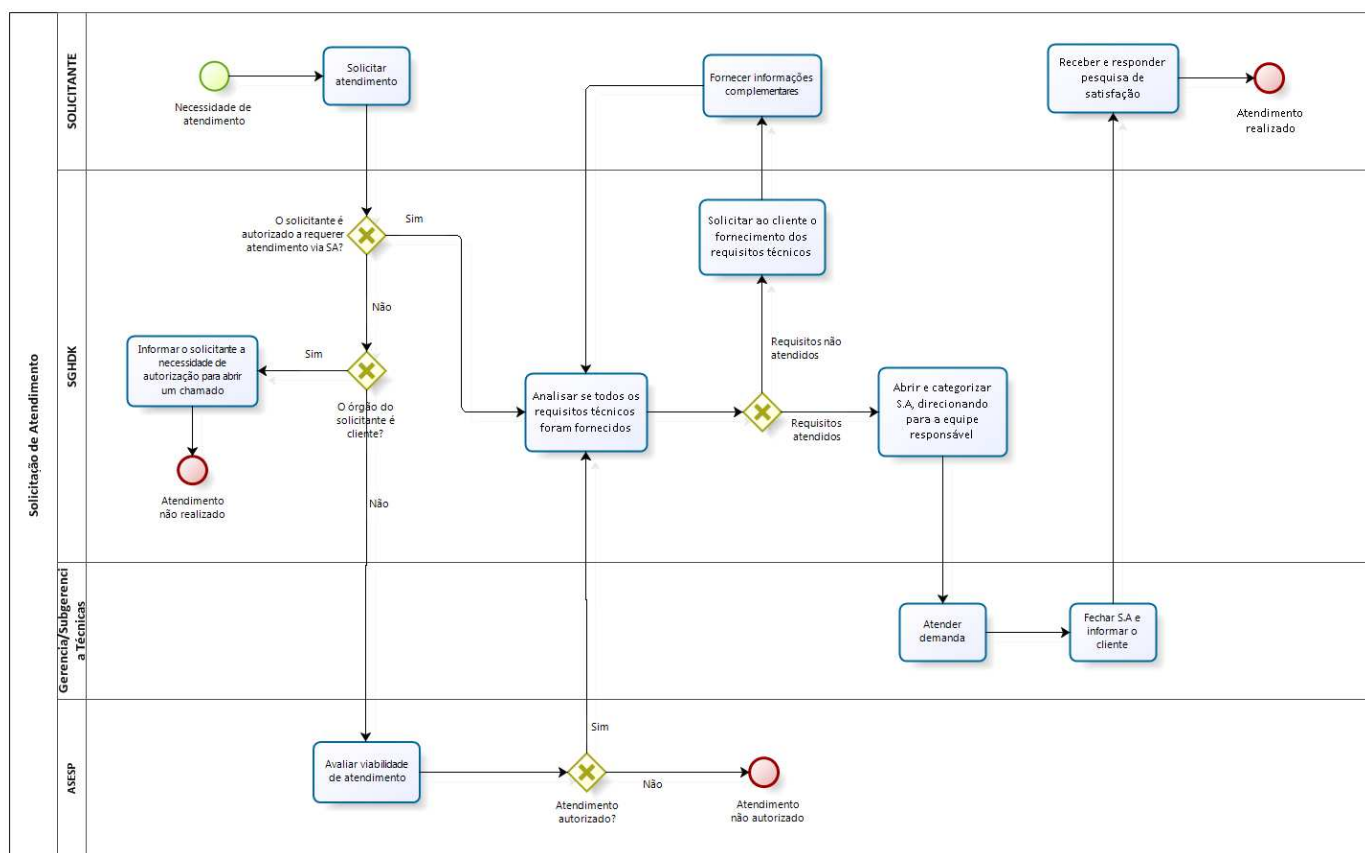 Solicitação de Atendimento
SOLICITANTE
Necessidade de
atendimento
Solicitar
atendimento
Fornecer informações
complementares
Receber e responder
pesquisa de
satisfação
Atendimento
realizado
SGHDK
O solicitante é
autorizado a requerer
atendimento via SA?
Sim
Não
Informar o solicitante a
necessidade de
autorização para abrir
um chamado
Sim
O órgão do
solicitante é
cliente?
Atendimento
não realizado
Não
Analisar se todos os
requisitos técnicos
foram fornecidos
Solicitar ao cliente o
fornecimento dos
requisitos técnicos
Requisitos não
atendidos
Requisitos
atendidos
Abrir e categorizar
S.A, direcionando
para a equipe
responsável
Gerencia/Subgerenci
a Técnicas
Atender
demanda
Fechar S.A e
informar o
cliente
ASESP
Avaliar viabilidade
de atendimento
Sim
Atendimento
autorizado?
Não
Atendimento
não autorizado